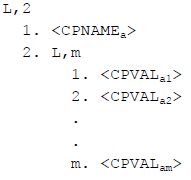 L,2
1. <CPNAMEa>
2. L,m
1. <CPVALa1>
2. <CPVALa2>
.
.
m. <CPVALam>